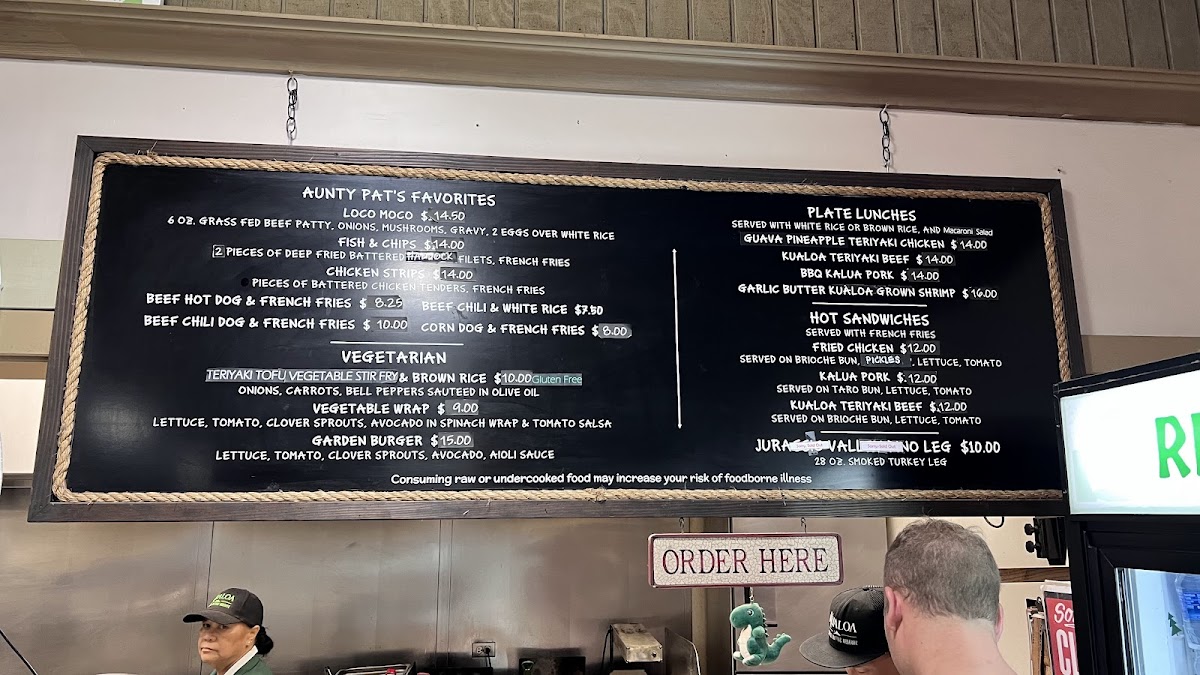 AUNTY PAT'S FAVORITES
LOCO MOCO $ 14.50
6 OZ. GRASS FED BEEF PATTY, ONIONS, MUSHROOMS, GRAVY, 2 EGGS OVER WHITE RICE
FISH & CHIPS $14.00
2 PIECES OF DEEP FRIED BATTERED HADDOCK FILETS, FRENCH FRIES
CHICKEN STRIPS $14.00
PIECES OF BATTERED CHICKEN TENDERS, FRENCH FRIES
BEEF HOT DOG & FRENCH FRIES $ 8.25 BEEF CHILI & WHITE RICE $7.50
BEEF CHILI DOG & FRENCH FRIES $ 10.00 CORN DOG & FRENCH FRIES $ 8.00
VEGETARIAN
TERIYAKI TOFU VEGETABLE STIR FRY & BROWN RICE $10.00 Gluten Free
ONIONS, CARROTS, BELL PEPPERS SAUTEED IN OLIVE OIL
VEGETABLE WRAP $ 9.00
LETTUCE, TOMATO, CLOVER SPROUTS, AVOCADO IN SPINACH WRAP & TOMATO SALSA
GARDEN BURGER $15.00
LETTUCE, TOMATO, CLOVER SPROUTS, AVOCADO, AIOLI SAUCE
PLATE LUNCHES
SERVED WITH WHITE RICE OR BROWN RICE, AND Macaroni Salad
GUAVA PINEAPPLE TERIYAKI CHICKEN $ 14.00
KUALOA TERIYAKI BEEF $ 14.00
BBQ KALUA PORK $ 14.00
GARLIC BUTTER KUALOA GROWN SHRIMP $16.00
HOT SANDWICHES
SERVED WITH FRENCH FRIES
FRIED CHICKEN $12.00
SERVED ON BRIOCHE BUN, PICKLES, LETTUCE, TOMATO
KALUA PORK $ 12.00
SERVED ON TARO BUN, LETTUCE, TOMATO
KUALOA TERIYAKI BEEF $ 12.00
SERVED ON BRIOCHE BUN, LETTUCE, TOMATO
JURA VALL NO LEG $10.00
28 OZ. SMOKED TURKEY LEG
Consuming raw or undercooked food may increase your risk of foodborne illness
ORDER HERE